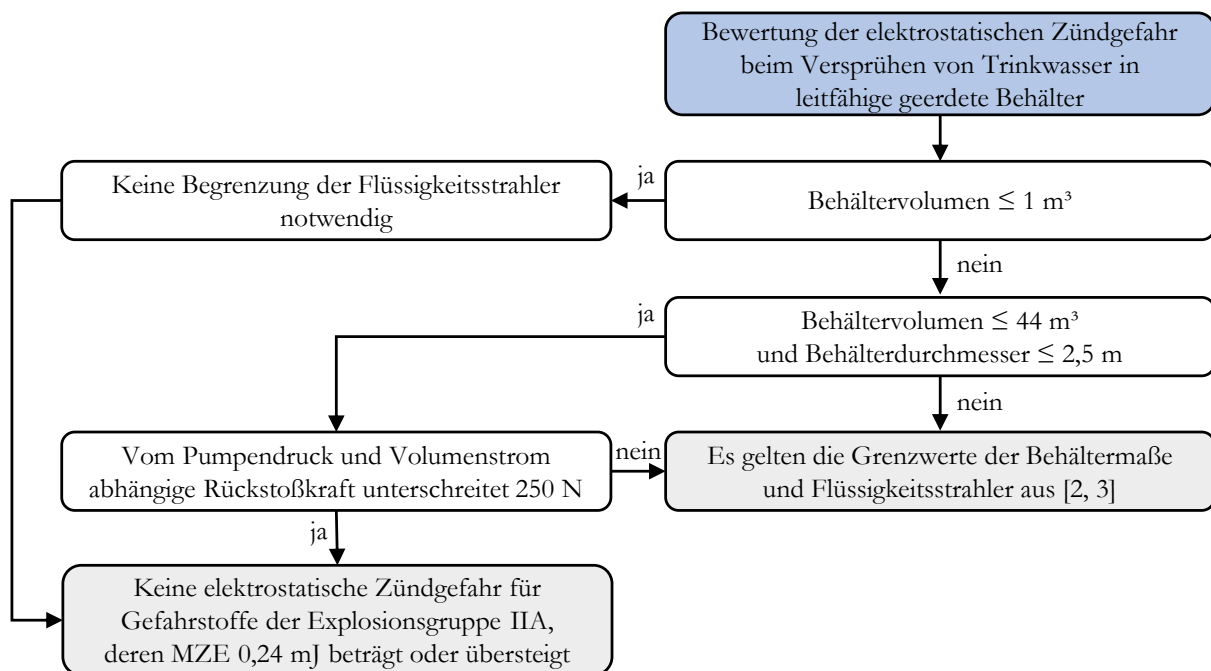 Bewertung der elektrostatischen Zündgefahr
beim Versprühen von Trinkwasser in
leitfähige geerdete Behälter
ja
Keine Begrenzung der Flüssigkeitsstrahler
notwendig
Behältervolumen ≤ 1 m³
nein
ja
Behältervolumen ≤ 44 m³
und Behälterdurchmesser ≤ 2,5 m
nein
Vom Pumpendruck und Volumenstrom
abhängige Rückstoßkraft unterschreitet 250 N
nein
Es gelten die Grenzwerte der Behältermaße
und Flüssigkeitsstrahler aus [2, 3]
ja
Keine elektrostatische Zündgefahr für
Gefahrstoffe der Explosionsgruppe IIA,
deren MZE 0,24 mJ beträgt oder übersteigt